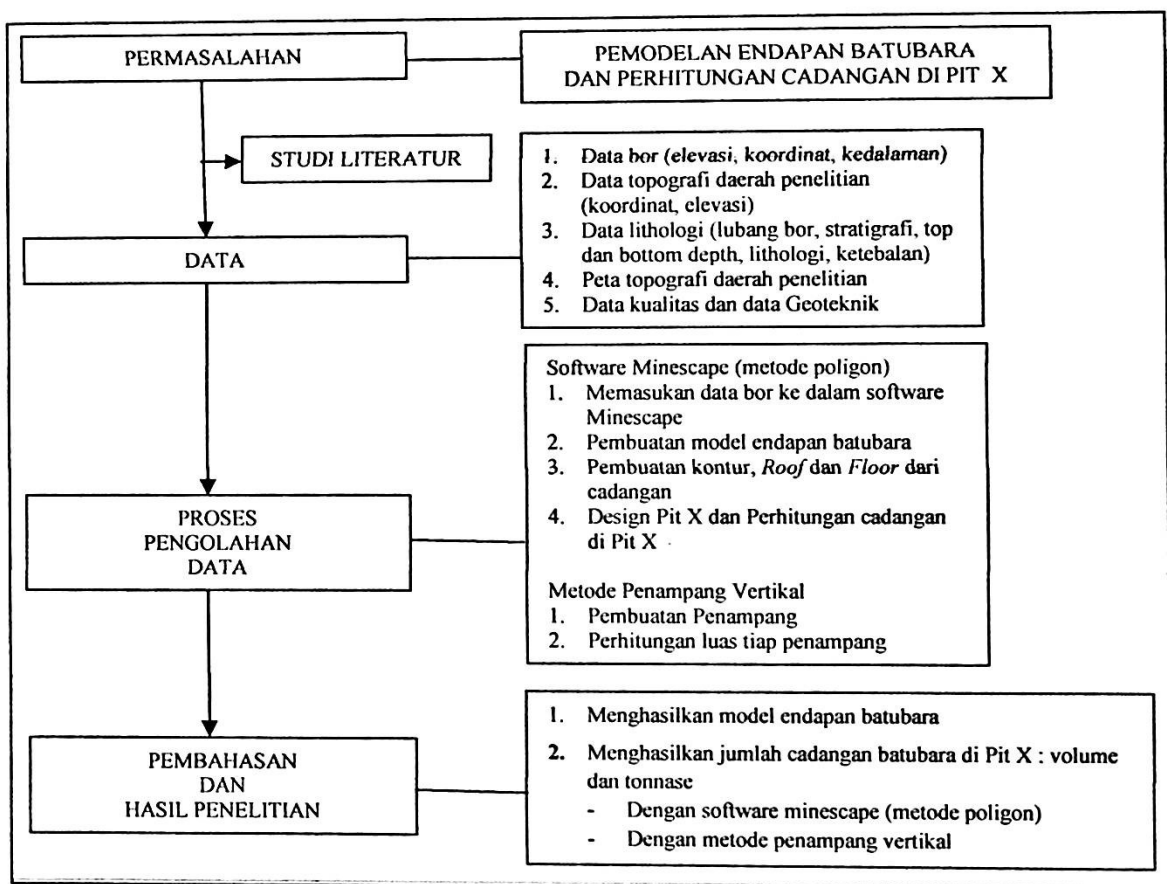 PERMASALAHAN
PEMODELAN ENDAPAN BATUBARA
DAN PERHITUNGAN CADANGAN DI PIT X
STUDI LITERATUR
DATA
1. Data bor (elevasi, koordinat, kedalaman)
2. Data topografi daerah penelitian
(koordinat, elevasi)
3. Data lithologi (lubang bor, stratigrafi, top
dan bottom depth, lithologi, ketebalan)
4. Peta topografi daerah penelitian
5. Data kualitas dan data Geoteknik
PROSES
PENGOLAHAN
DATA
Software Minescape (metode poligon)
1. Memasukan data bor ke dalam software
Minescape
2. Pembuatan model endapan batubara
3. Pembuatan kontur, Roof dan Floor dari
cadangan
4. Design Pit X dan Perhitungan cadangan
di Pit X
Metode Penampang Vertikal
1. Pembuatan Penampang
2. Perhitungan luas tiap penampang
PEMBAHASAN
DAN
HASIL PENELITIAN
1. Menghasilkan model endapan batubara
2. Menghasilkan jumlah cadangan batubara di Pit X : volume
dan tonnase
- Dengan software minescape (metode poligon)
- Dengan metode penampang vertikal